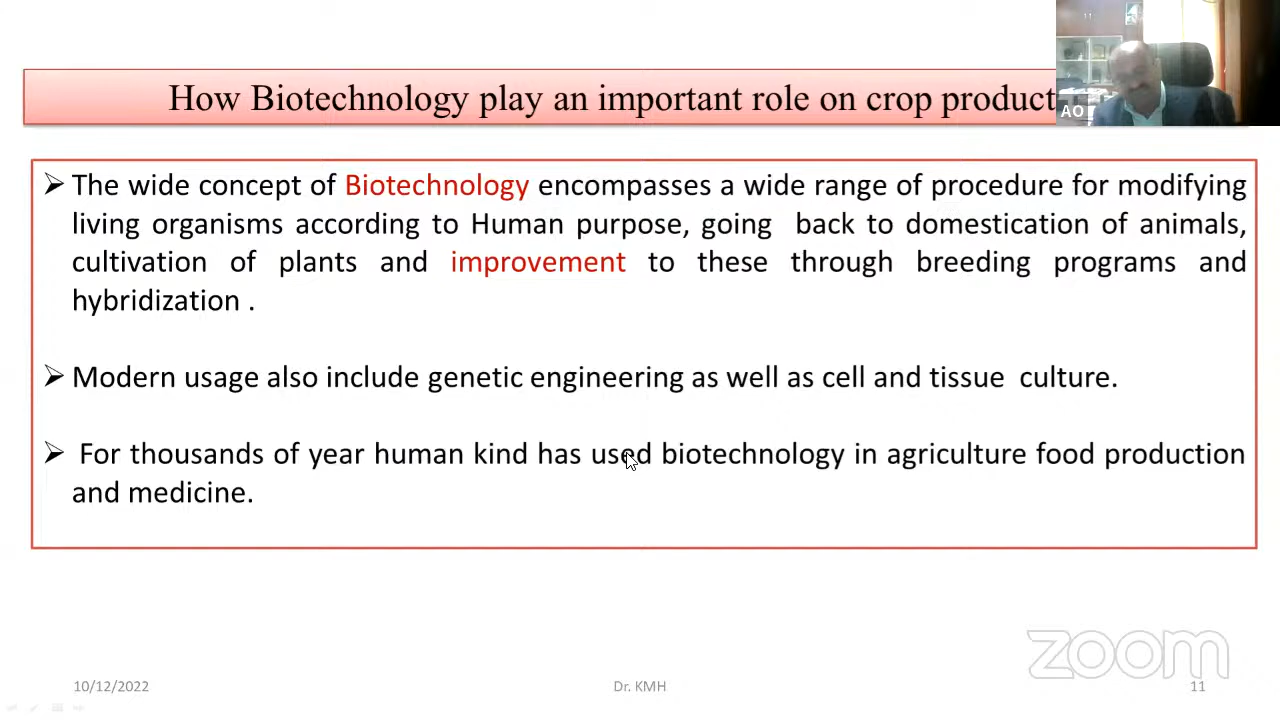 How Biotechnology play an important role on crop product
AO
➢ The wide concept of Biotechnology encompasses a wide range of procedure for modifying
living organisms according to Human purpose, going back to domestication of animals,
cultivation of plants and improvement to these through breeding programs and
hybridization .
➢ Modern usage also include genetic engineering as well as cell and tissue culture.
➢ For thousands of year human kind has used biotechnology in agriculture food production
and medicine.
zoom
10/12/2022
Dr. KMH
11